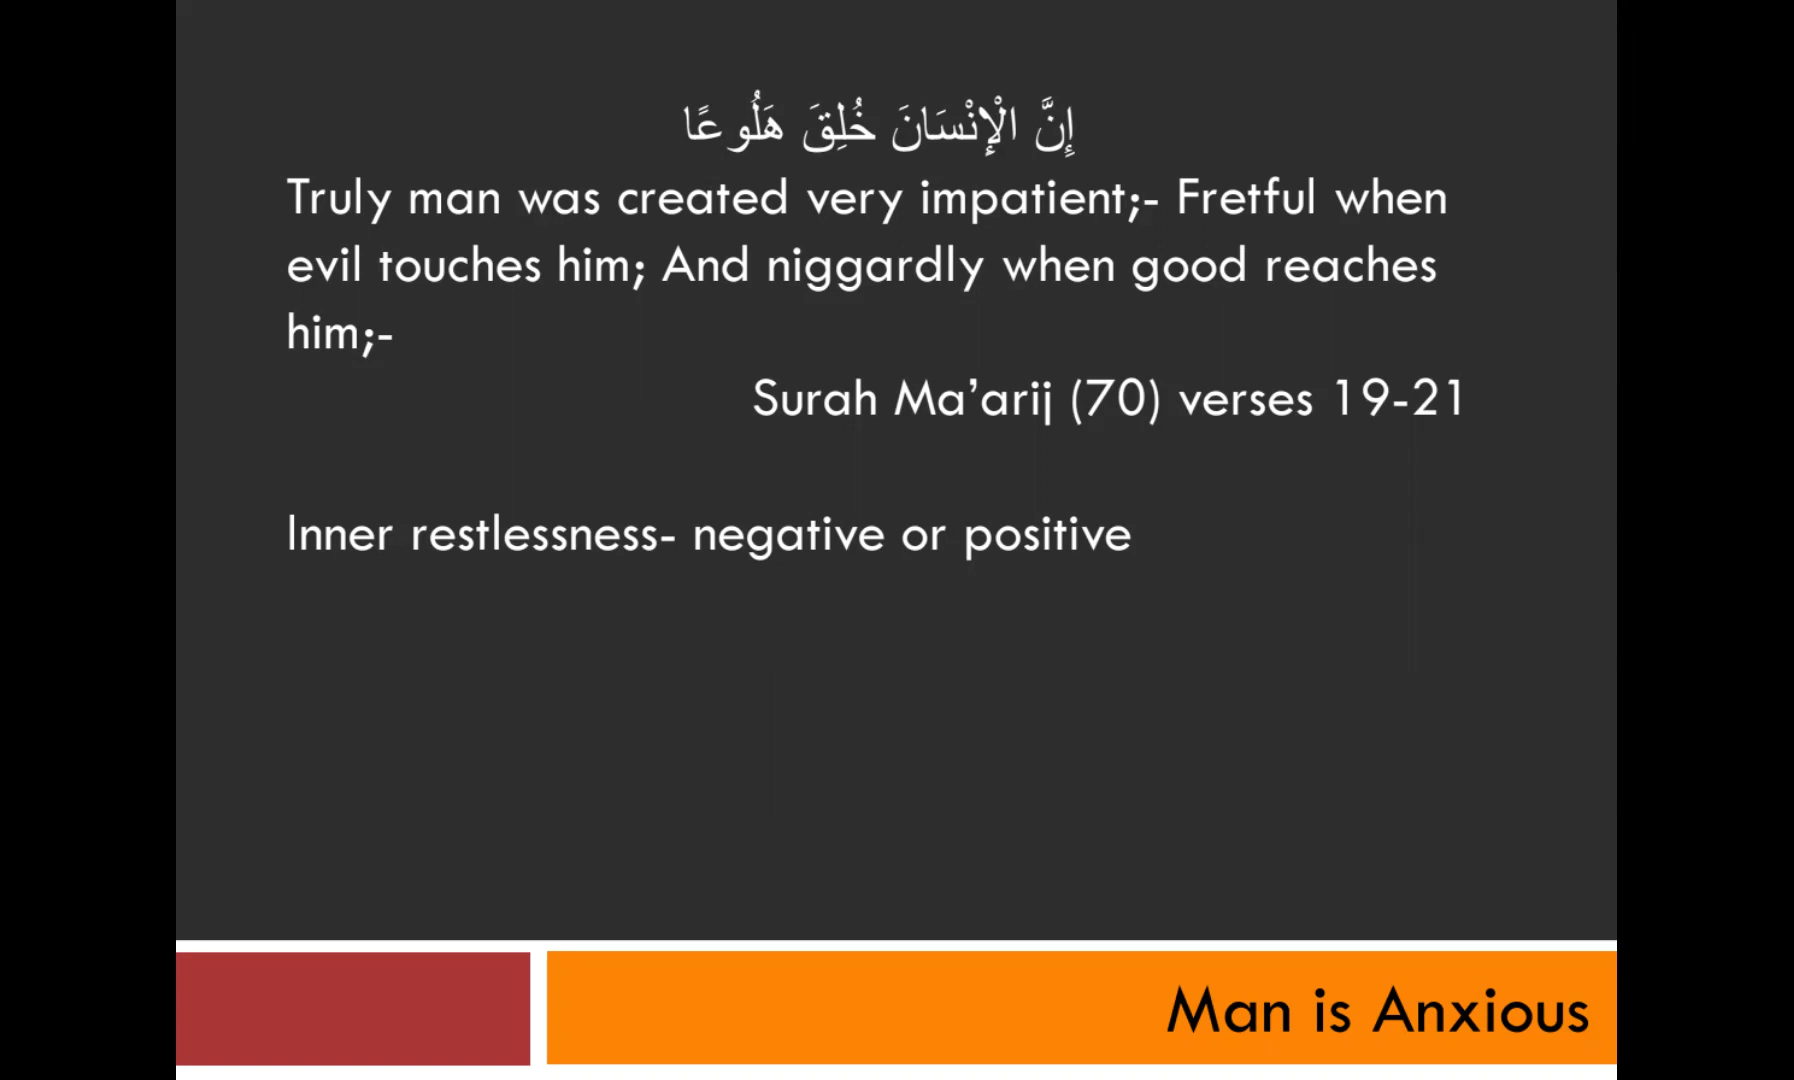 إِنَّ الْإِنْسَانَ خُلِقَ هَلُوعًا
Truly man was created very impatient;- Fretful when
evil touches him; And niggardly when good reaches
him;-
Surah Ma’arij (70) verses 19-21
Inner restlessness- negative or positive
Man is Anxious